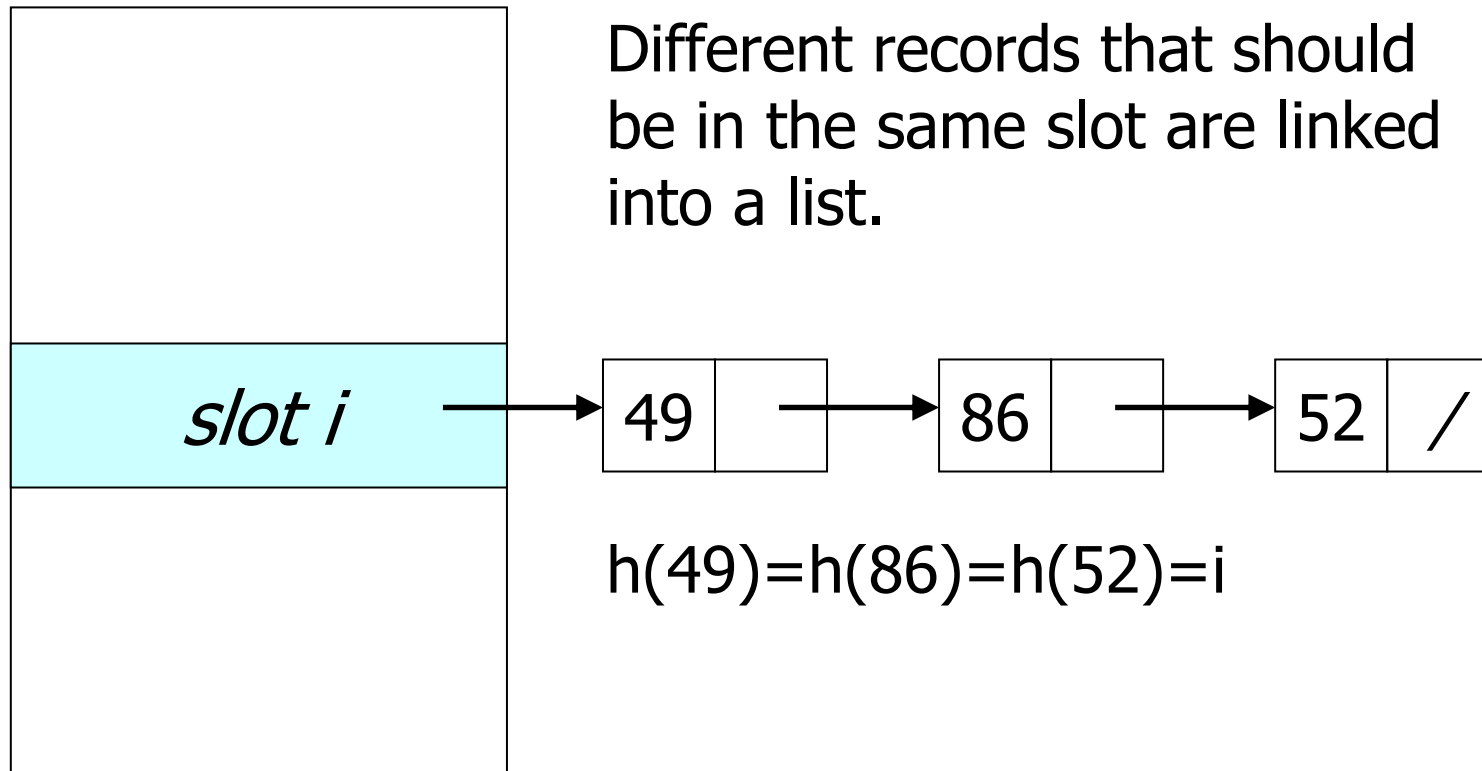 Different records that should
be in the same slot are linked
into a list.
slot i
49
86
52 /
h(49)=h(86)=h(52)=i